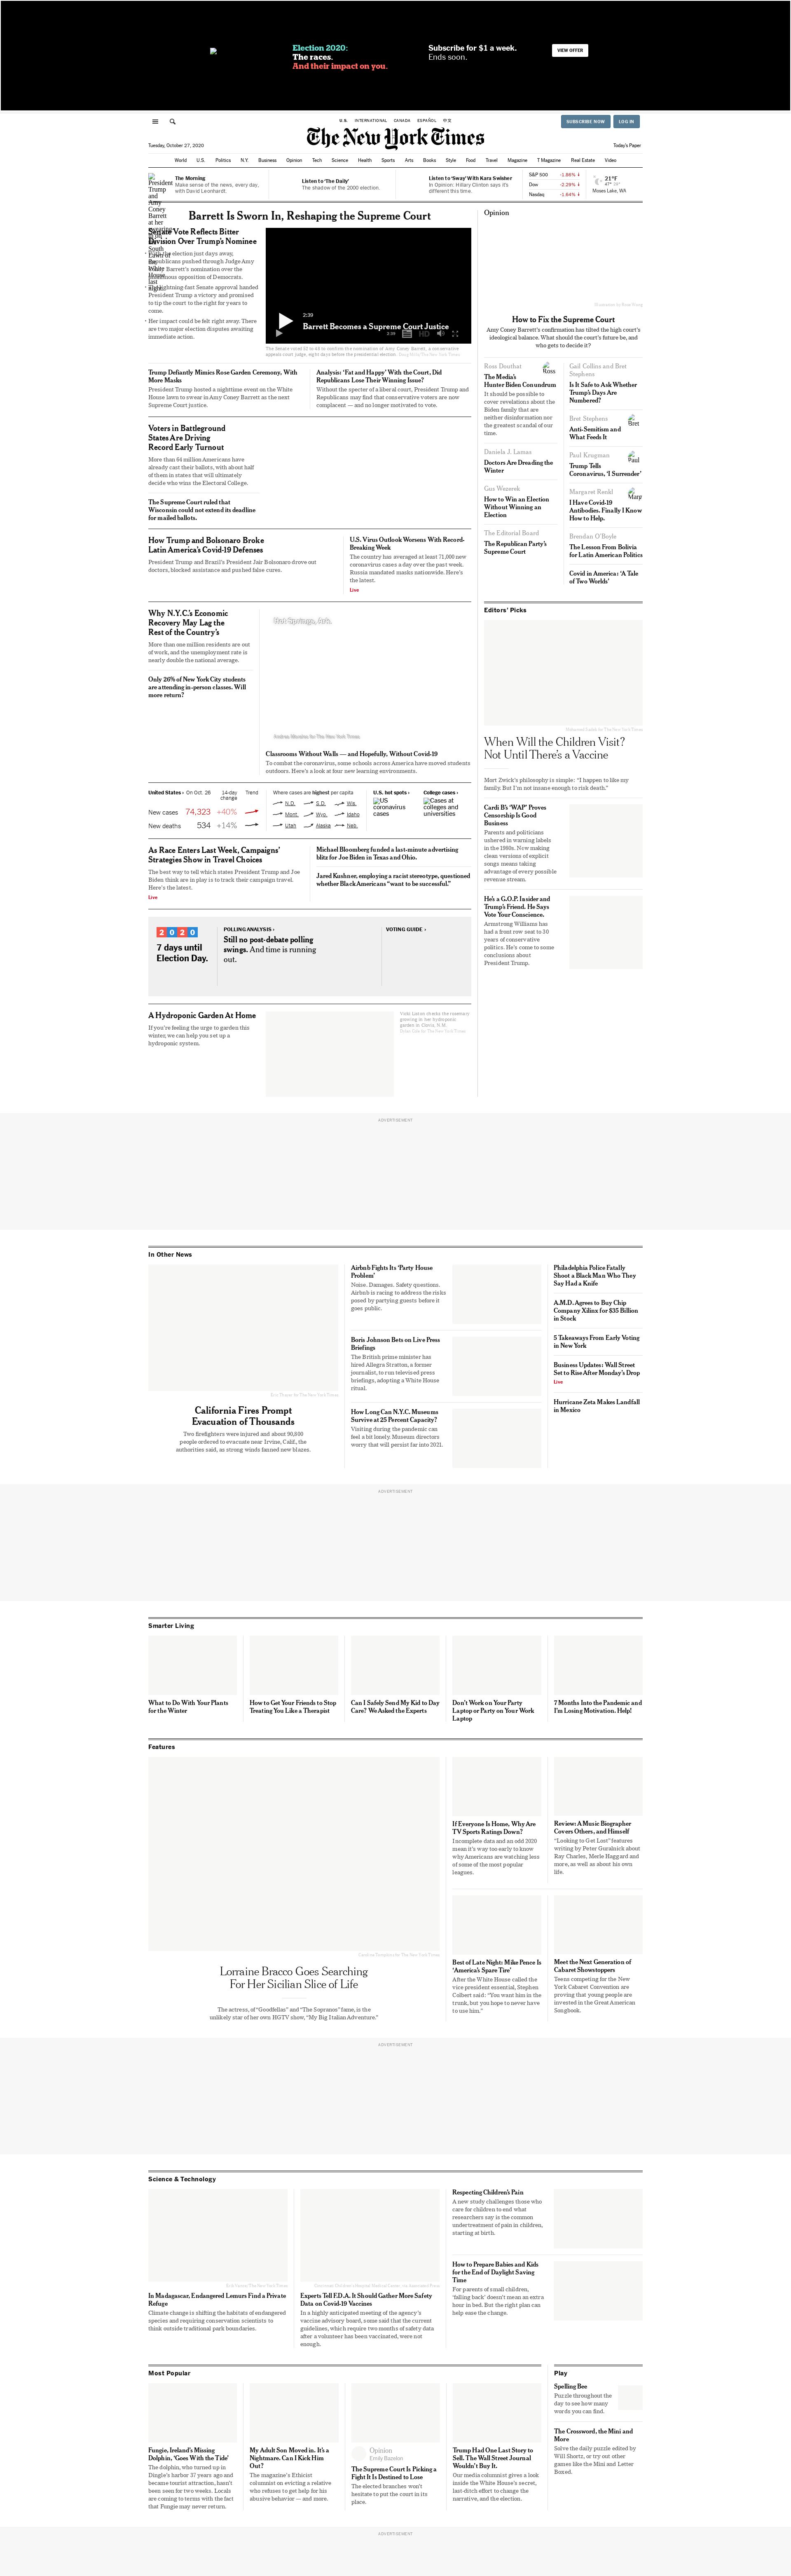 Election 2020:
The races.
And their impact on you.
Subscribe for $1 a week.
Ends soon.
VIEW OFFER
U.S. INTERNATIONAL CANADA ESPAÑOL 中文
SUBSCRIBE NOW LOG IN
The New York Times
Tuesday, October 27, 2020
Today's Paper
World U.S. Politics N.Y. Business Opinion Tech Science Health Sports Arts Books Style Food Travel Magazine T Magazine Real Estate Video
The Morning
Make sense of the news, every day, with David Leonhardt.
Listen to 'The Daily'
The shadow of the 2000 election.
Listen to 'Sway' With Kara Swisher
In Opinion, Hillary Clinton says it's different this time.
S&P 500 -1.86%
Dow -2.29%
Nasdaq -1.64%
21°F
Moses Lake, WA
Barrett Is Sworn In, Reshaping the Supreme Court
Senate Vote Reflects Bitter
Division Over Trump's Nominee
With the election just days away, Republicans pushed through Judge Amy Coney Barrett's nomination over the unanimous opposition of Democrats.
The lightning-fast Senate approval handed President Trump a victory and promised to tip the court to the right for years to come.
Her impact could be felt right away. There are two major election disputes awaiting immediate action.
2:39
Barrett Becomes a Supreme Court Justice
2:39 HD
The Senate voted 52 to 48 to confirm the nomination of Amy Coney Barrett, a conservative appeals court judge, eight days before the presidential election.
Trump Defiantly Mimics Rose Garden Ceremony, With More Masks
President Trump hosted a nighttime event on the White House lawn to swear in Amy Coney Barrett as the next Supreme Court justice.
Analysis: 'Fat and Happy' With the Court, Did Republicans Lose Their Winning Issue?
Without the specter of a liberal court, President Trump and Republicans may find that conservative voters are now complacent — and no longer motivated to vote.
Voters in Battleground
States Are Driving
Record Early Turnout
More than 64 million Americans have already cast their ballots, with about half of them in states that will ultimately decide who wins the Electoral College.
The Supreme Court ruled that Wisconsin could not extend its deadline for mailed ballots.
How Trump and Bolsonaro Broke
Latin America's Covid-19 Defenses
President Trump and Brazil's President Jair Bolsonaro drove out doctors, blocked assistance and pushed false cures.
U.S. Virus Outlook Worsens With Record-Breaking Week
The country has averaged at least 71,000 new coronavirus cases a day over the past week. Russia mandated masks nationwide. Here's the latest.
Live
Why N.Y.C.'s Economic
Recovery May Lag the
Rest of the Country's
More than one million residents are out of work, and the unemployment rate is nearly double the national average.
Only 26% of New York City students are attending in-person classes. Will more return?
Hot Springs, Ark.
Classrooms Without Walls — and Hopefully, Without Covid-19
To combat the coronavirus, some schools across America have moved students outdoors. Here's a look at four new learning environments.
United States › On Oct. 26 14-day change Trend
New cases 74,323 +40%
New deaths 534 +14%
Where cases are highest per capita
N.D. S.D. Wis.
Mont. Wyo. Idaho
Utah Alaska Neb.
U.S. hot spots ›
US coronavirus cases
College cases ›
Cases at colleges and universities
As Race Enters Last Week, Campaigns'
Strategies Show in Travel Choices
The best way to tell which states President Trump and Joe Biden think are in play is to track their campaign travel. Here's the latest.
Live
Michael Bloomberg funded a last-minute advertising blitz for Joe Biden in Texas and Ohio.
Jared Kushner, employing a racist stereotype, questioned whether Black Americans "want to be successful."
2020
7 days until
Election Day.
POLLING ANALYSIS ›
Still no post-debate polling swings. And time is running out.
VOTING GUIDE ›
A Hydroponic Garden At Home
If you're feeling the urge to garden this winter, we can help you set up a hydroponic system.
Opinion
How to Fix the Supreme Court
Amy Coney Barrett's confirmation has tilted the high court's ideological balance. What should the court's future be, and who gets to decide it?
Ross Douthat
The Media's Hunter Biden Conundrum
It should be possible to cover revelations about the Biden family that are neither disinformation nor the greatest scandal of our time.
Ross
Daniela J. Lamas
Doctors Are Dreading the Winter
Gus Wezerek
How to Win an Election Without Winning an Election
The Editorial Board
The Republican Party's Supreme Court
Gail Collins and Bret Stephens
Is It Safe to Ask Whether Trump's Days Are Numbered?
Bret Stephens
Anti-Semitism and What Feeds It
Bret
Paul Krugman
Trump Tells Coronavirus, 'I Surrender'
Paul
Margaret Renkl
I Have Covid-19 Antibodies. Finally I Know How to Help.
Brendan O'Boyle
The Lesson From Bolivia for Latin American Politics
Covid in America: 'A Tale of Two Worlds'
Editors' Picks
When Will the Children Visit?
Not Until There's a Vaccine
Mort Zwick's philosophy is simple: "I happen to like my family. But I'm not insane enough to risk death."
Cardi B's 'WAP' Proves Censorship Is Good Business
Parents and politicians ushered in warning labels in the 1980s. Now making clean versions of explicit songs means taking advantage of every possible revenue stream.
He's a G.O.P. Insider and Trump's Friend. He Says Vote Your Conscience.
Armstrong Williams has had a front row seat to 30 years of conservative politics. He's come to some conclusions about President Trump.
ADVERTISEMENT
In Other News
California Fires Prompt
Evacuation of Thousands
Two firefighters were injured and about 90,800 people ordered to evacuate near Irvine, Calif., the authorities said, as strong winds fanned new blazes.
Airbnb Fights Its 'Party House Problem'
Noise. Damages. Safety questions. Airbnb is racing to address the risks posed by partying guests before it goes public.
Boris Johnson Bets on Live Press Briefings
The British prime minister has hired Allegra Stratton, a former journalist, to run televised press briefings, adopting a White House ritual.
How Long Can N.Y.C. Museums Survive at 25 Percent Capacity?
Visiting during the pandemic can feel a bit lonely. Museum directors worry that will persist far into 2021.
Philadelphia Police Fatally Shoot a Black Man Who They Say Had a Knife
A.M.D. Agrees to Buy Chip Company Xilinx for $35 Billion in Stock
5 Takeaways From Early Voting in New York
Business Updates: Wall Street Set to Rise After Monday's Drop
Live
Hurricane Zeta Makes Landfall in Mexico
ADVERTISEMENT
Smarter Living
What to Do With Your Plants for the Winter
How to Get Your Friends to Stop Treating You Like a Therapist
Can I Safely Send My Kid to Day Care? We Asked the Experts
Don't Work on Your Party Laptop or Party on Your Work Laptop
7 Months Into the Pandemic and I'm Losing Motivation. Help!
Features
Lorraine Bracco Goes Searching
For Her Sicilian Slice of Life
The actress, of "Goodfellas" and "The Sopranos" fame, is the unlikely star of her own HGTV show, "My Big Italian Adventure."
If Everyone Is Home, Why Are TV Sports Ratings Down?
Incomplete data and an odd 2020 mean it's way too early to know why Americans are watching less of some of the most popular leagues.
Review: A Music Biographer Covers Others, and Himself
"Looking to Get Lost" features writing by Peter Guralnick about Ray Charles, Merle Haggard and more, as well as about his own life.
Best of Late Night: Mike Pence Is 'America's Spare Tire'
After the White House called the vice president essential, Stephen Colbert said: "You want him in the trunk, but you hope to never have to use him."
Meet the Next Generation of Cabaret Showstoppers
Teens competing for the New York Cabaret Convention are proving that young people are invested in the Great American Songbook.
ADVERTISEMENT
Science & Technology
In Madagascar, Endangered Lemurs Find a Private Refuge
Climate change is shifting the habitats of endangered species and requiring conservation scientists to think outside traditional park boundaries.
Experts Tell F.D.A. It Should Gather More Safety Data on Covid-19 Vaccines
In a highly anticipated meeting of the agency's vaccine advisory board, some said that the current guidelines, which require two months of safety data after a volunteer has been vaccinated, were not enough.
Respecting Children's Pain
A new study challenges those who care for children to end what researchers say is the common undertreatment of pain in children, starting at birth.
How to Prepare Babies and Kids for the End of Daylight Saving Time
For parents of small children, 'falling back' doesn't mean an extra hour in bed. But the right plan can help ease the change.
Most Popular
Fungie, Ireland's Missing Dolphin, 'Goes With the Tide'
The dolphin, who turned up in Dingle's harbor 37 years ago and became tourist attraction, hasn't been seen for two weeks. Locals are coming to terms with the fact that Fungie may never return.
My Adult Son Moved in. It's a Nightmare. Can I Kick Him Out?
The magazine's Ethicist columnist on evicting a relative who refuses to get help for his abusive behavior — and more.
Opinion
Emily Bazelon
The Supreme Court Is Picking a Fight It Is Destined to Lose
The elected branches won't hesitate to put the court in its place.
Trump Had One Last Story to Sell. The Wall Street Journal Wouldn't Buy It.
Our media columnist gives a look inside the White House's secret, last-ditch effort to change the narrative, and the election.
Play
Spelling Bee
Puzzle throughout the day to see how many words you can find.
The Crossword, the Mini and More
Solve the daily puzzle edited by Will Shortz, or try out other games like the Mini and Letter Boxed.
ADVERTISEMENT